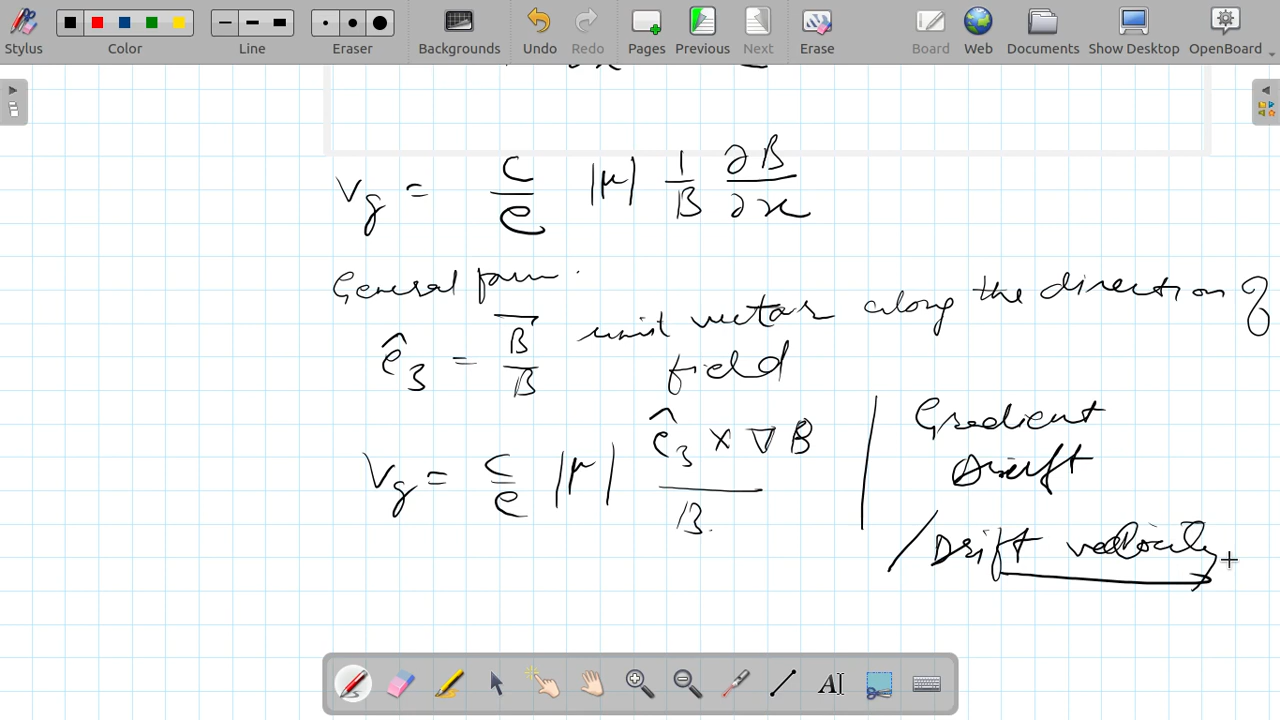 Stylus Color Line Eraser Backgrounds Undo Redo Pages Previous Next Erase Board Web Documents Show Desktop OpenBoard
v_g = c/e |μ| 1/B ∂B/∂x
General form.
ê_3 = B⃗/B unit vector along the direction of
field
v_g = c/e |μ| ê_3 × ∇B / B.
Gradient
Drift
/Drift velocity